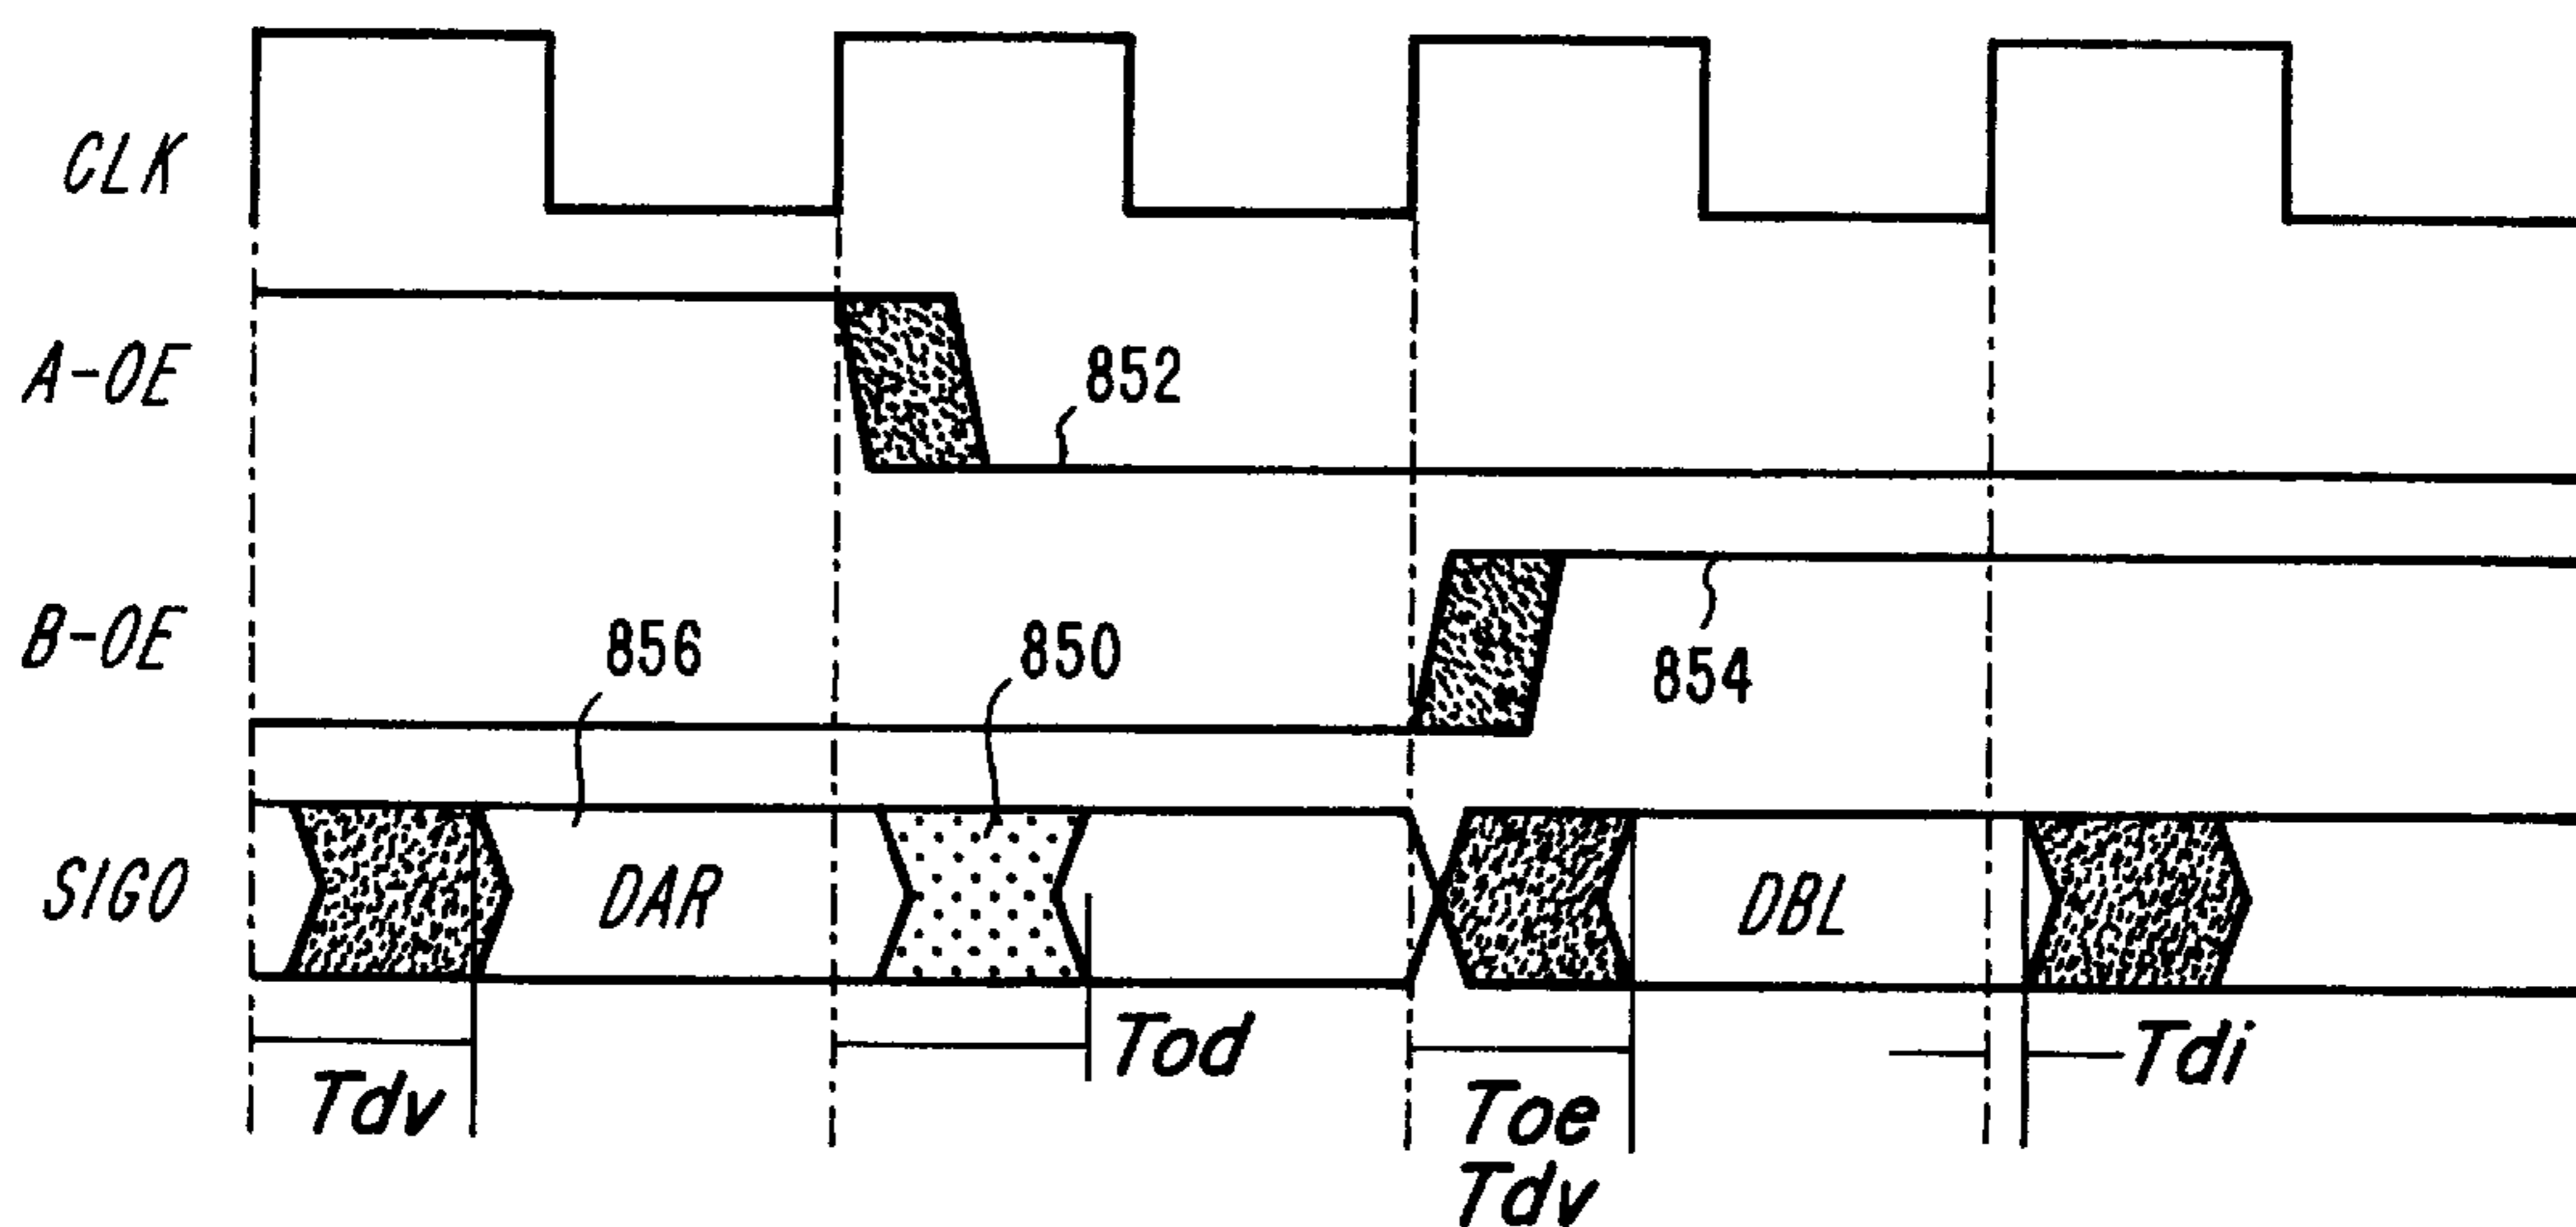 CLK
A-OE
852
B-OE
856
850
854
SIGO
DAR
DBL
Tdv
Tod
Toe
Tdv
Tdi